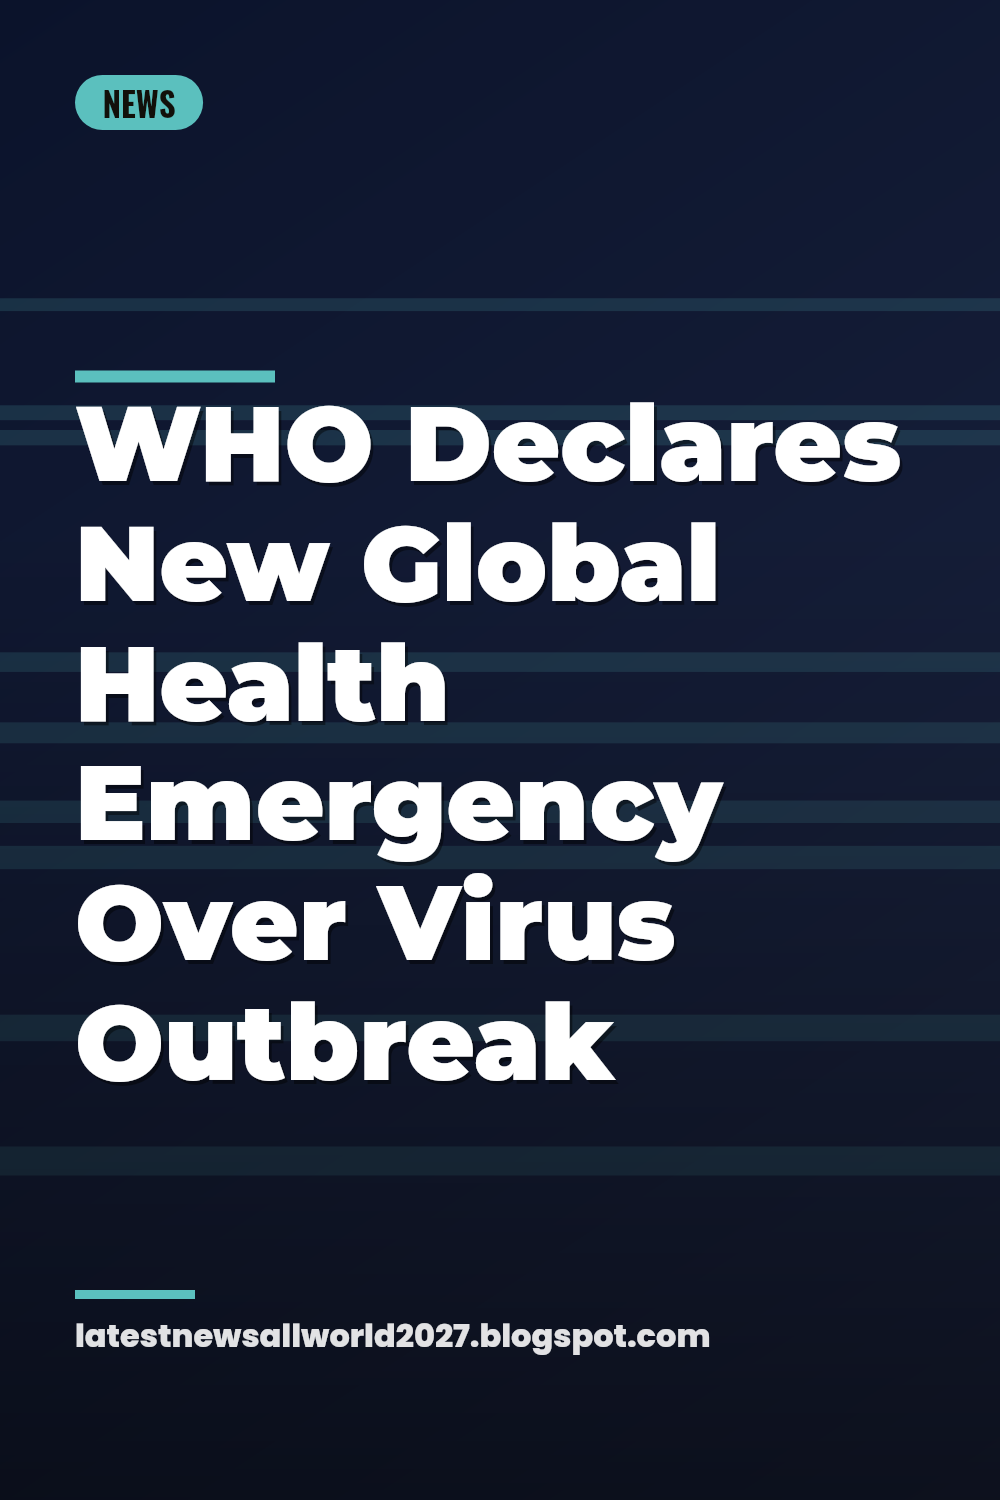 NEWS
WHO Declares
New Global
Health
Emergency
Over Virus
Outbreak
latestnewsallworld2027.blogspot.com